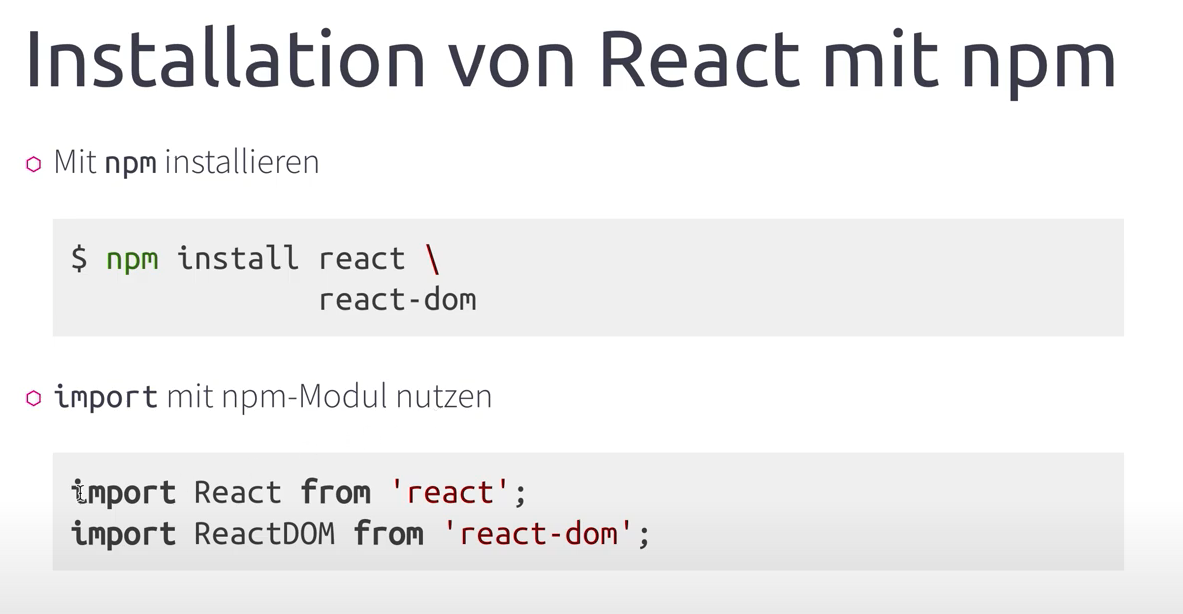 Installation von React mit npm
Mit npm installieren
$ npm install react \
react-dom
import mit npm-Modul nutzen
import React from 'react';
import ReactDOM from 'react-dom';